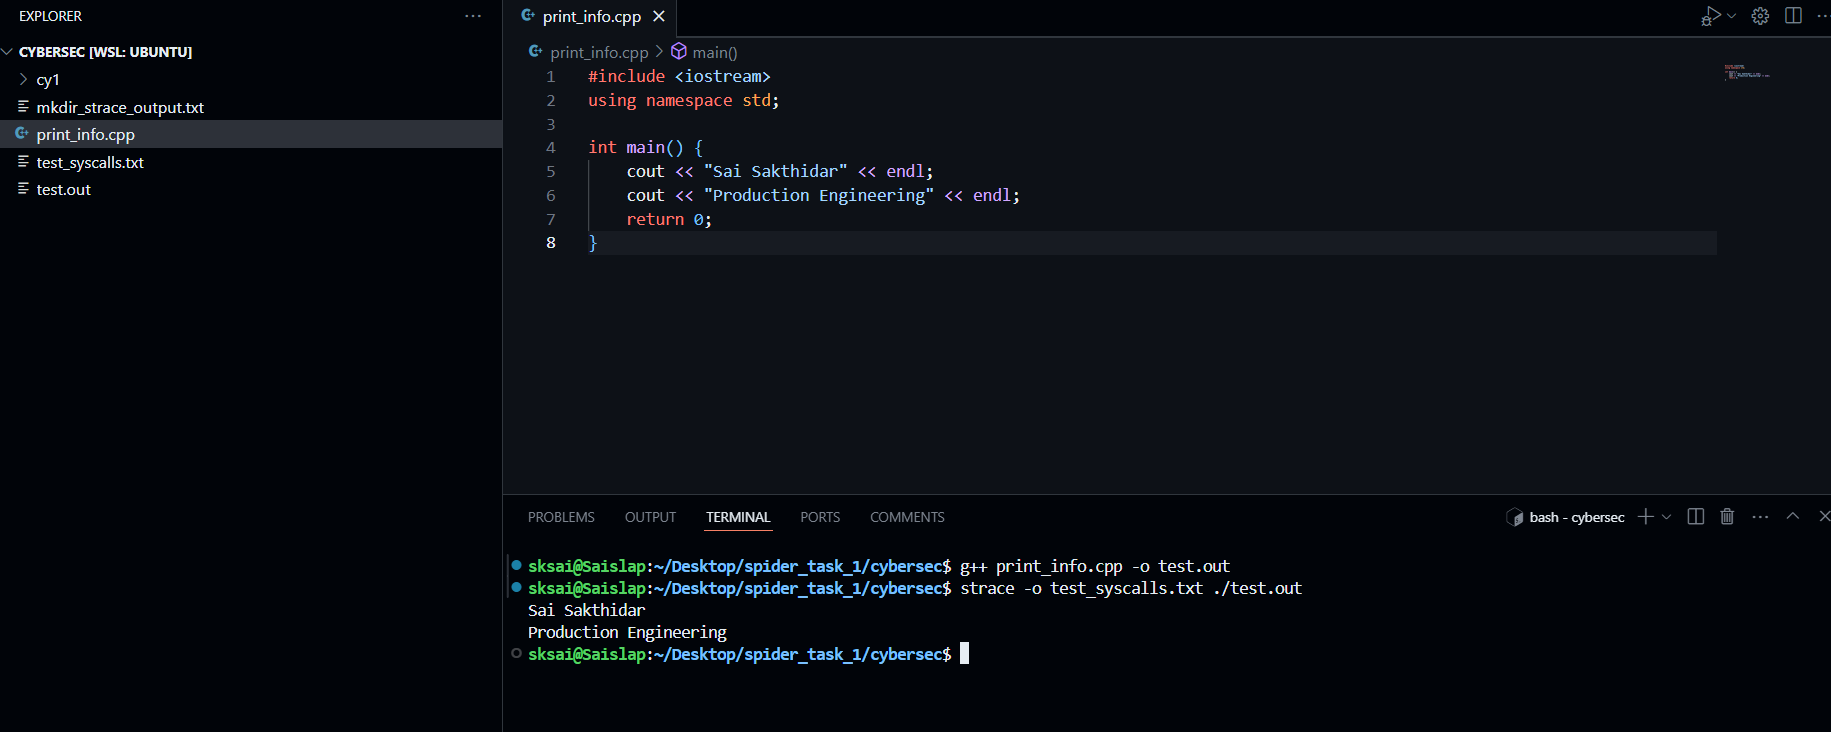 EXPLORER
CYBERSEC [WSL: UBUNTU]
cy1
mkdir_strace_output.txt
print_info.cpp
test_syscalls.txt
test.out
print_info.cpp
print_info.cpp > main()
1 #include <iostream>
2 using namespace std;
3
4 int main() {
5     cout << "Sai Sakthidar" << endl;
6     cout << "Production Engineering" << endl;
7     return 0;
8 }
PROBLEMS OUTPUT TERMINAL PORTS COMMENTS
bash - cybersec
sksai@Saislap:~/Desktop/spider_task_1/cybersec$ g++ print_info.cpp -o test.out
sksai@Saislap:~/Desktop/spider_task_1/cybersec$ strace -o test_syscalls.txt ./test.out
Sai Sakthidar
Production Engineering
sksai@Saislap:~/Desktop/spider_task_1/cybersec$